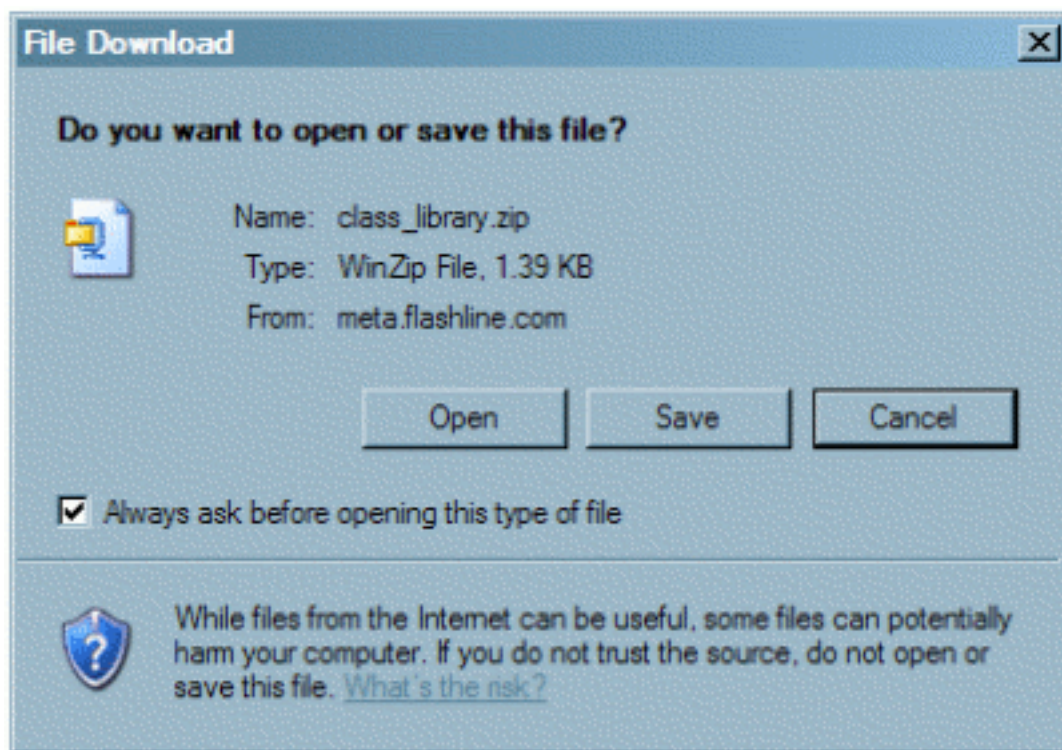 File Download
Do you want to open or save this file?
Name: class_library.zip
Type: WinZip File, 1.39 KB
From: meta.flashline.com
Open Save Cancel
Always ask before opening this type of file
While files from the Internet can be useful, some files can potentially
harm your computer. If you do not trust the source, do not open or
save this file. What's the risk?